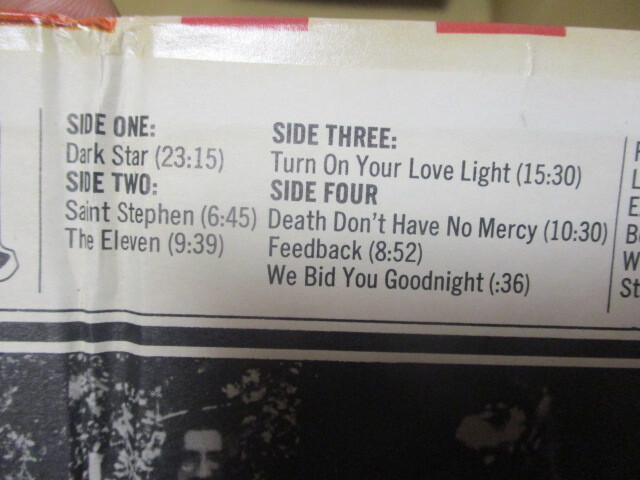 SIDE ONE:
Dark Star (23:15)
SIDE TWO:
Saint Stephen (6:45)
The Eleven (9:39)
SIDE THREE:
Turn On Your Love Light (15:30)
SIDE FOUR
Death Don't Have No Mercy (10:30)
Feedback (8:52)
We Bid You Goodnight (:36)